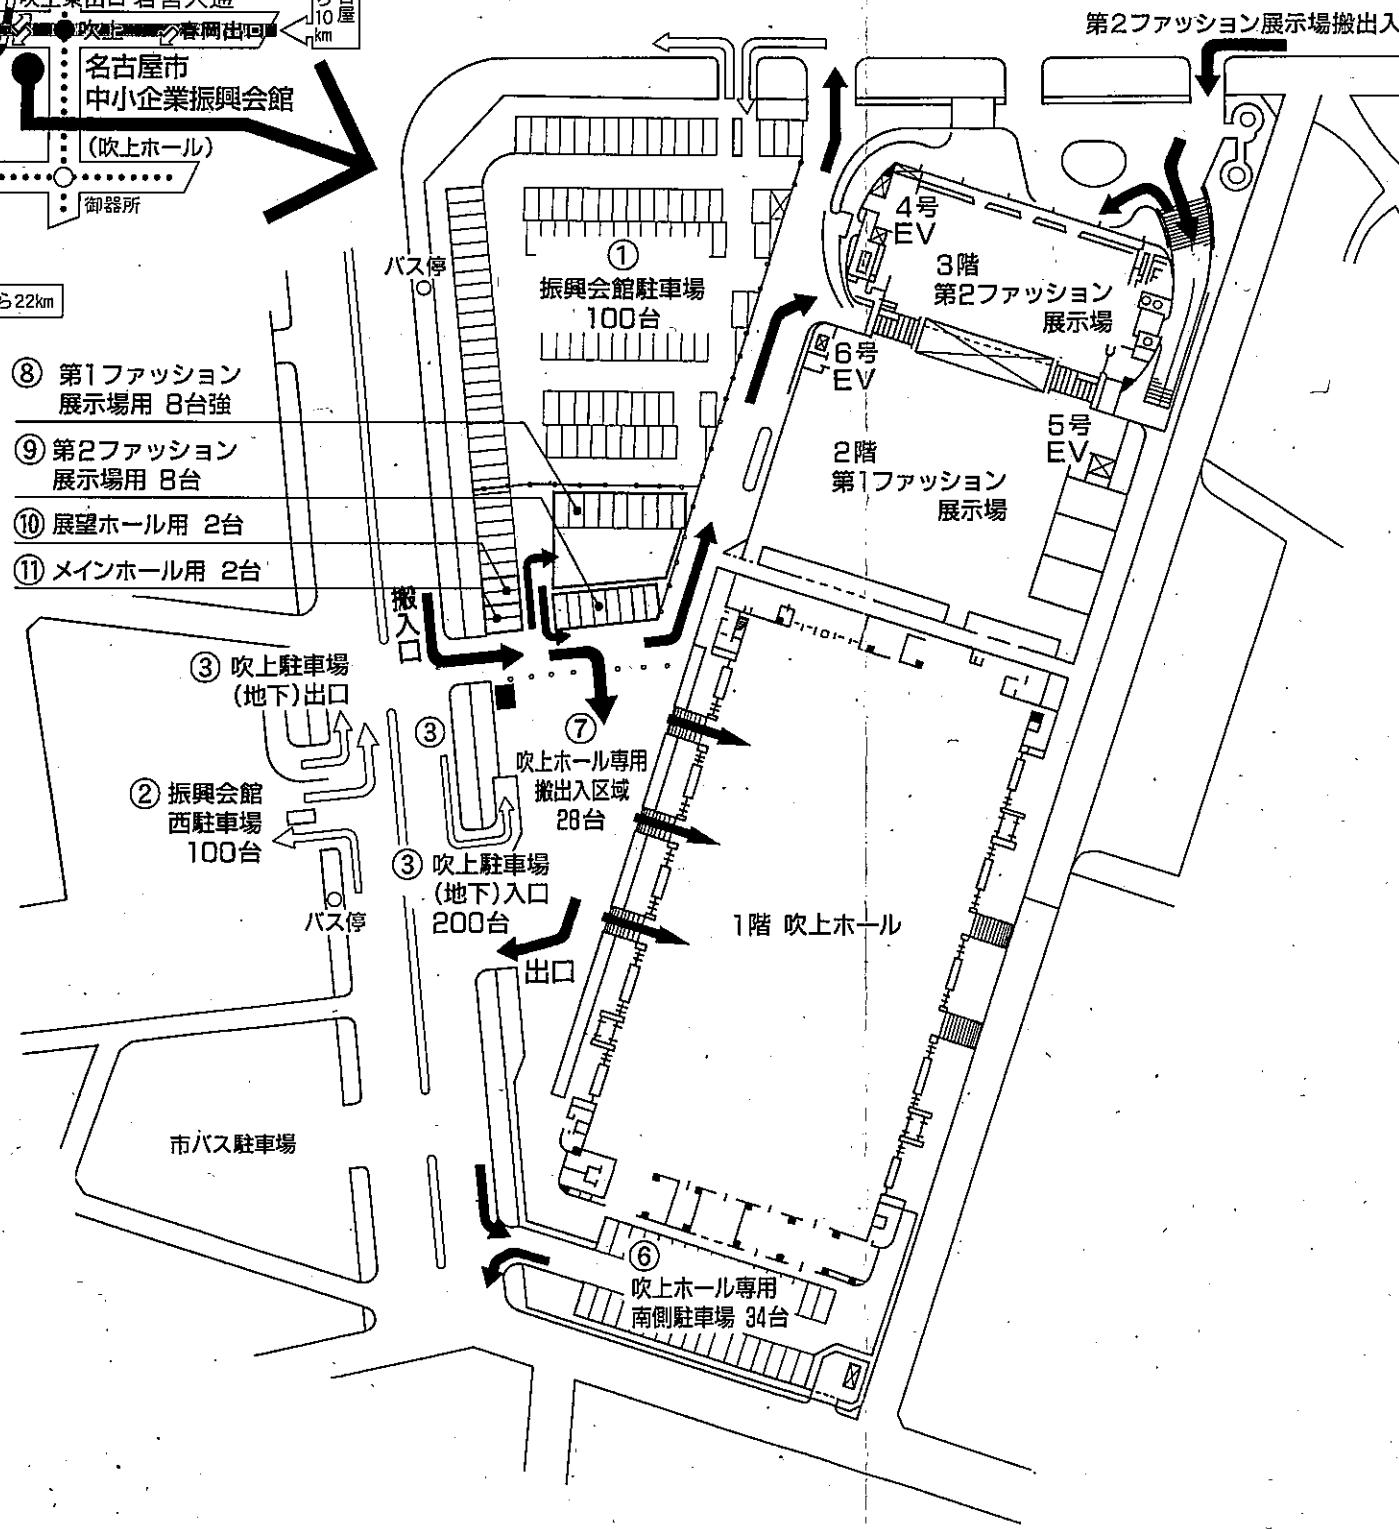 吹上東出口 若宮大通
吹上
春岡出口
10
km
名古屋市
中小企業振興会館
(吹上ホール)
御器所
ら22km
第2ファッション展示場搬出入
バス停
①
振興会館駐車場
100台
4号
EV
3階
第2ファッション
展示場
6号
EV
5号
EV
2階
第1ファッション
展示場
⑧ 第1ファッション
展示場用 8台強
⑨ 第2ファッション
展示場用 8台
⑩ 展望ホール用 2台
⑪ メインホール用 2台
搬
入
口
③ 吹上駐車場
(地下)出口
③
⑦
吹上ホール専用
搬出入区域
28台
② 振興会館
西駐車場
100台
③ 吹上駐車場
(地下)入口
200台
バス停
出口
1階 吹上ホール
市バス駐車場
⑥
吹上ホール専用
南側駐車場 34台